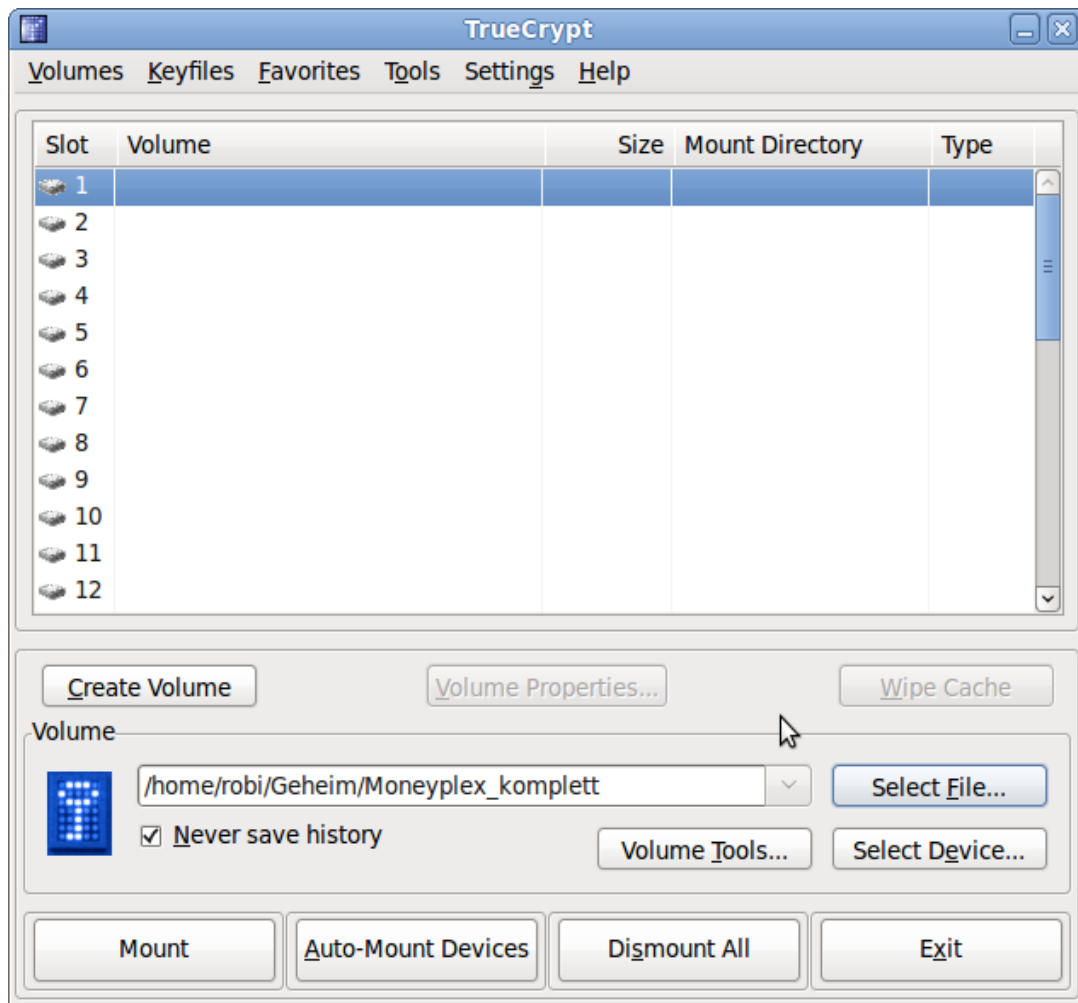 TrueCrypt
Volumes Keyfiles Favorites Tools Settings Help
Slot Volume Size Mount Directory Type
1
2
3
4
5
6
7
8
9
10
11
12
Create Volume Volume Properties... Wipe Cache
Volume
/home/robi/Geheim/Moneyplex_komplett Select File...
Never save history
Volume Tools... Select Device...
Mount Auto-Mount Devices Dismount All Exit